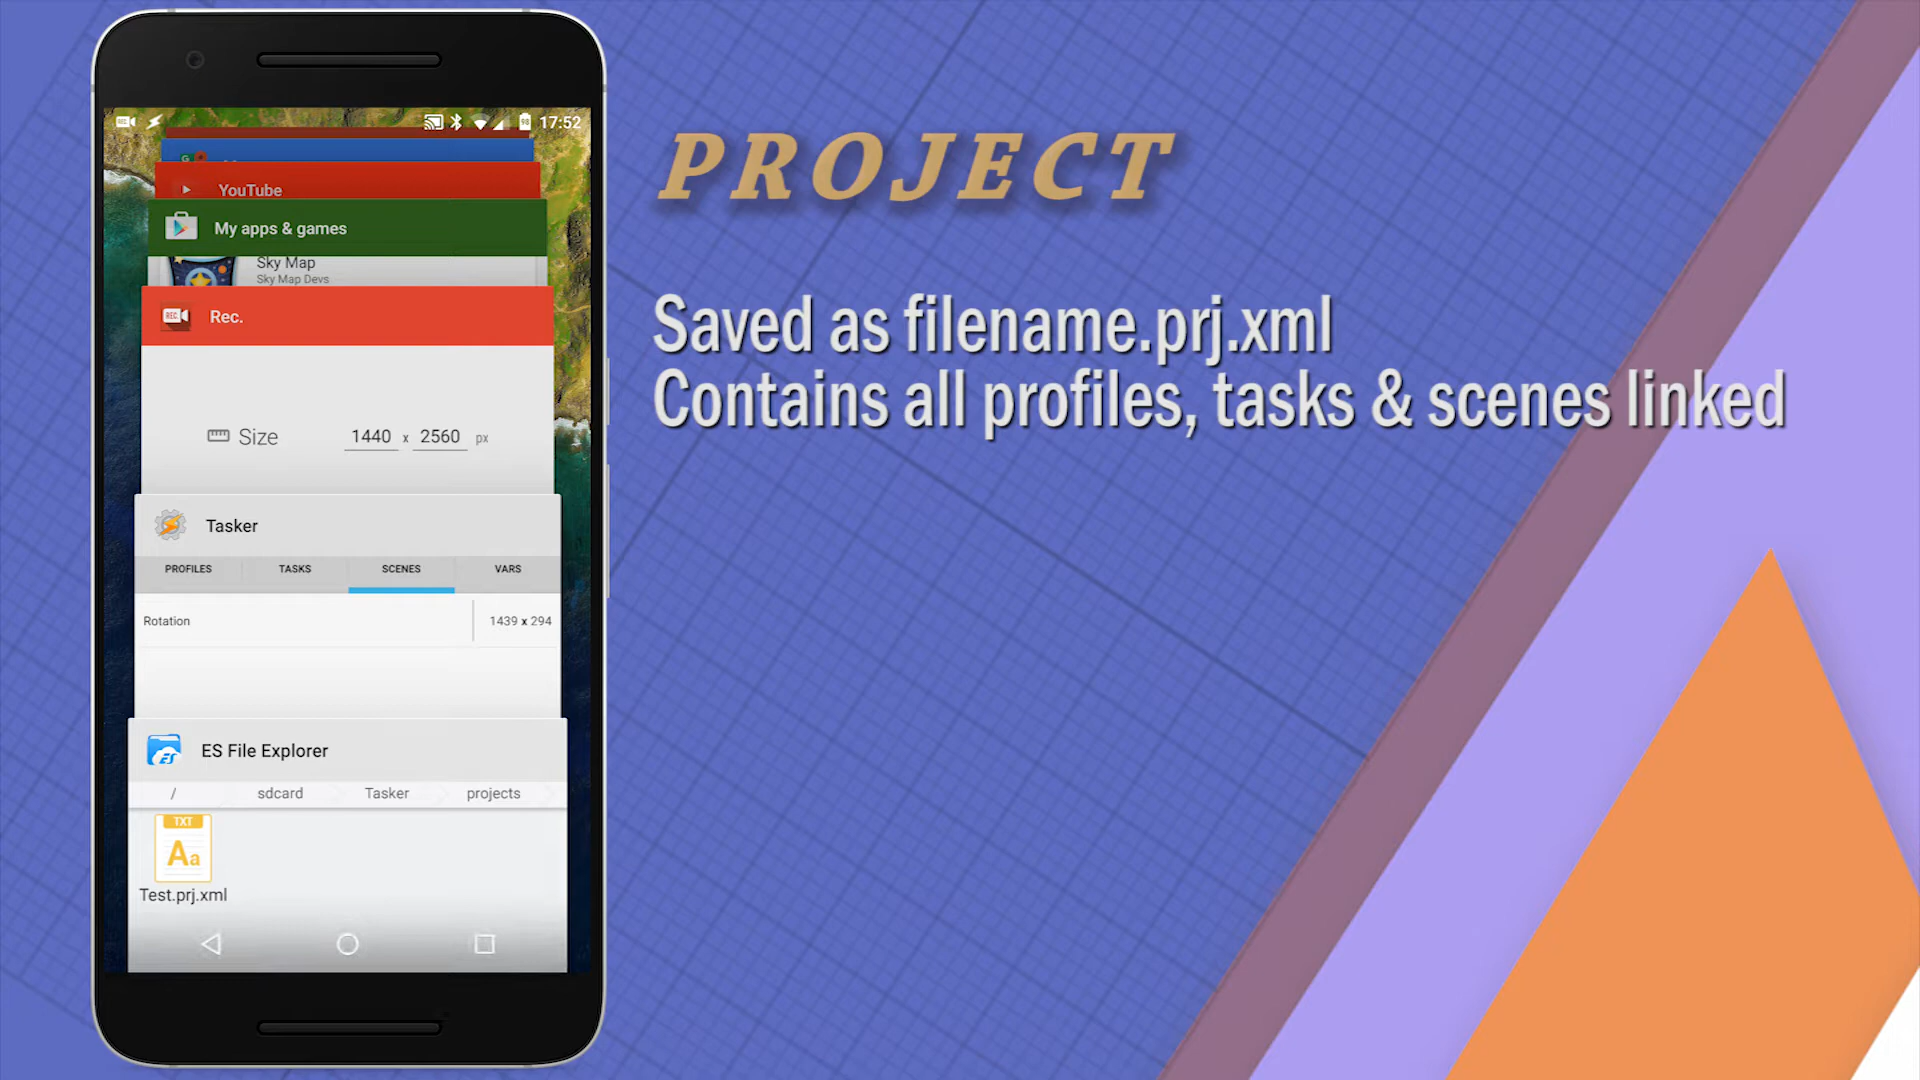 17:52
YouTube
My apps & games
Sky Map
Sky Map Devs
REC
Rec.
Size 1440 x 2560 px
Tasker
PROFILES TASKS SCENES VARS
Rotation 1439 x 294
ES File Explorer
/ sdcard Tasker projects
TXT
Aa
Test.prj.xml
PROJECT
Saved as filename.prj.xml
Contains all profiles, tasks & scenes linked